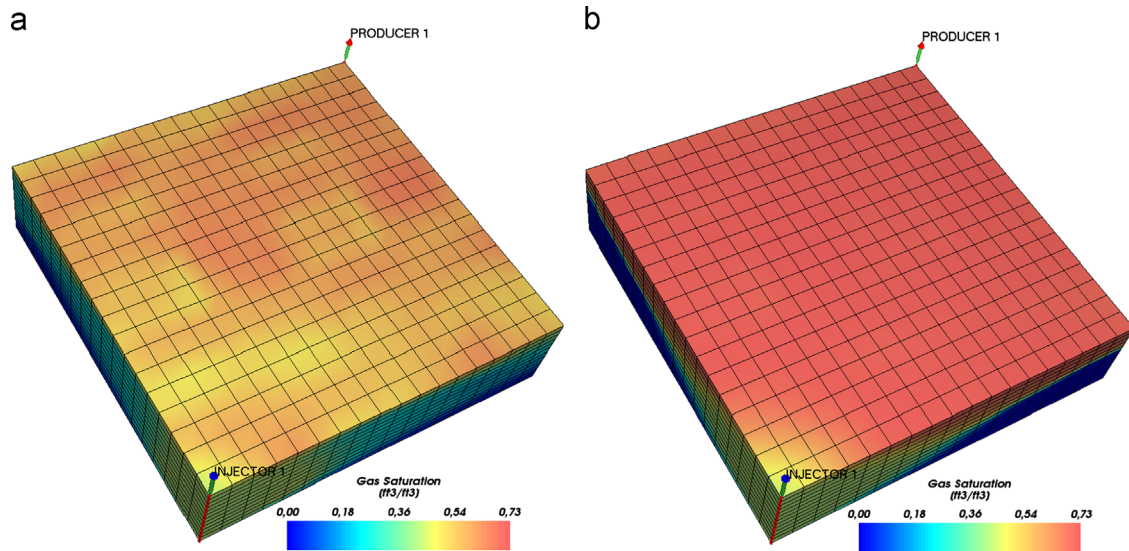 a
PRODUCER 1
INJECTOR 1
Gas Saturation
[ft3/ft3]
0,00 0,18 0,36 0,54 0,73
b
PRODUCER 1
INJECTOR 1
Gas Saturation
[ft3/ft3]
0,00 0,18 0,36 0,54 0,73